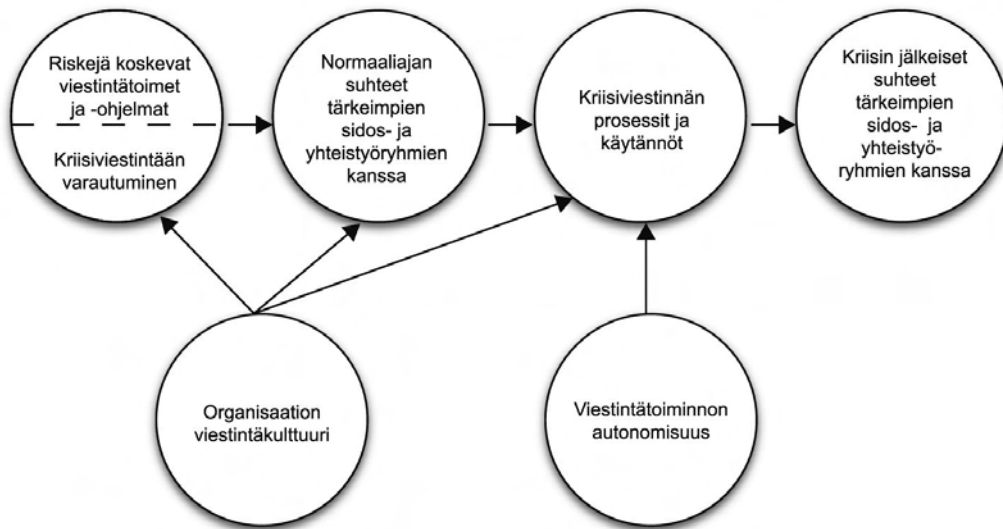 Riskejä koskevat
viestintätoimet
ja -ohjelmat
Kriisiviestintään
varautuminen
Normaaliajan
suhteet
tärkeimpien
sidos- ja
yhteistyöryhmien
kanssa
Kriisiviestinnän
prosessit ja
käytännöt
Kriisin jälkeiset
suhteet
tärkeimpien
sidos- ja
yhteistyö-
ryhmien kanssa
Organisaation
viestintäkulttuuri
Viestintätoiminnon
autonomisuus